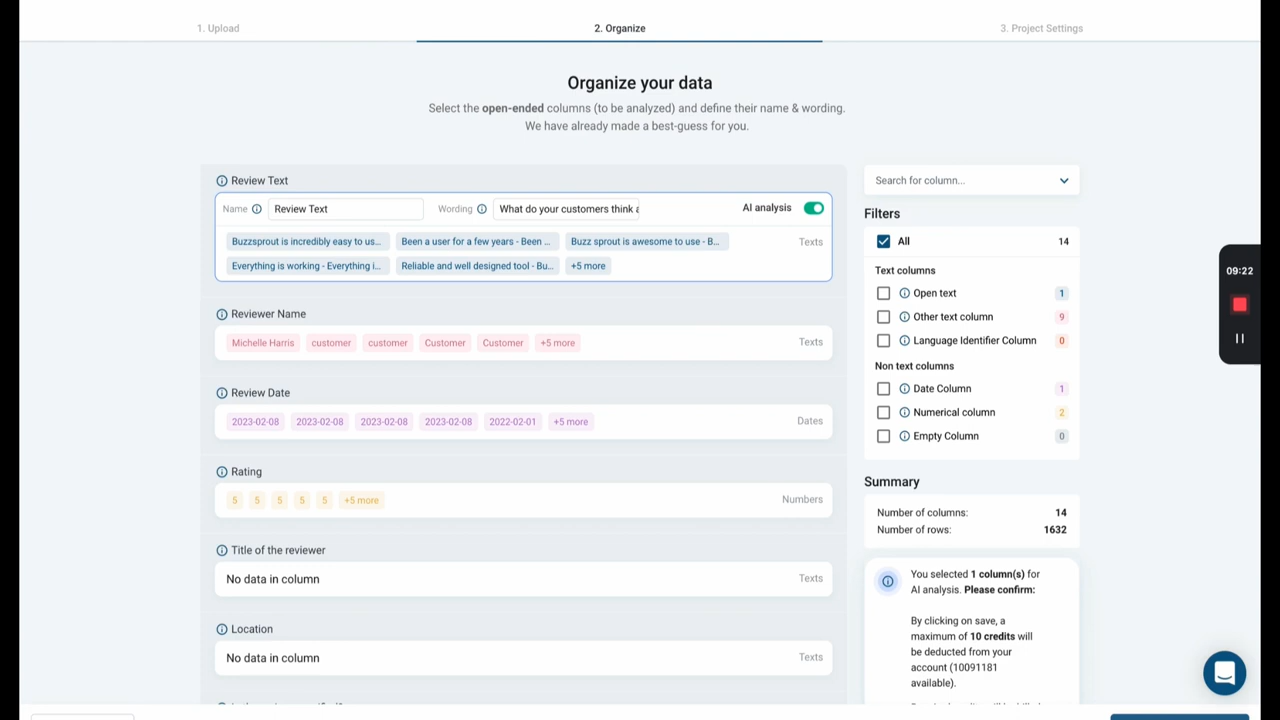 1. Upload
2. Organize
3. Project Settings
Organize your data
Select the open-ended columns (to be analyzed) and define their name & wording.
We have already made a best-guess for you.
Review Text
Name Review Text Wording What do your customers think a AI analysis
Buzzsprout is incredibly easy to us... Been a user for a few years - Been ... Buzz sprout is awesome to use - B... Texts
Everything is working - Everything i... Reliable and well designed tool - Bu... +5 more
Reviewer Name
Michelle Harris customer customer Customer Customer +5 more Texts
Review Date
2023-02-08 2023-02-08 2023-02-08 2023-02-08 2022-02-01 +5 more Dates
Rating
5 5 5 5 5 +5 more Numbers
Title of the reviewer
No data in column Texts
Location
No data in column Texts
Search for column...
Filters
All 14
Text columns
Open text 1
Other text column 9
Language Identifier Column 0
Non text columns
Date Column 1
Numerical column 2
Empty Column 0
Summary
Number of columns: 14
Number of rows: 1632
You selected 1 column(s) for
AI analysis. Please confirm:
By clicking on save, a
maximum of 10 credits will
be deducted from your
account (10091181
available).
09:22